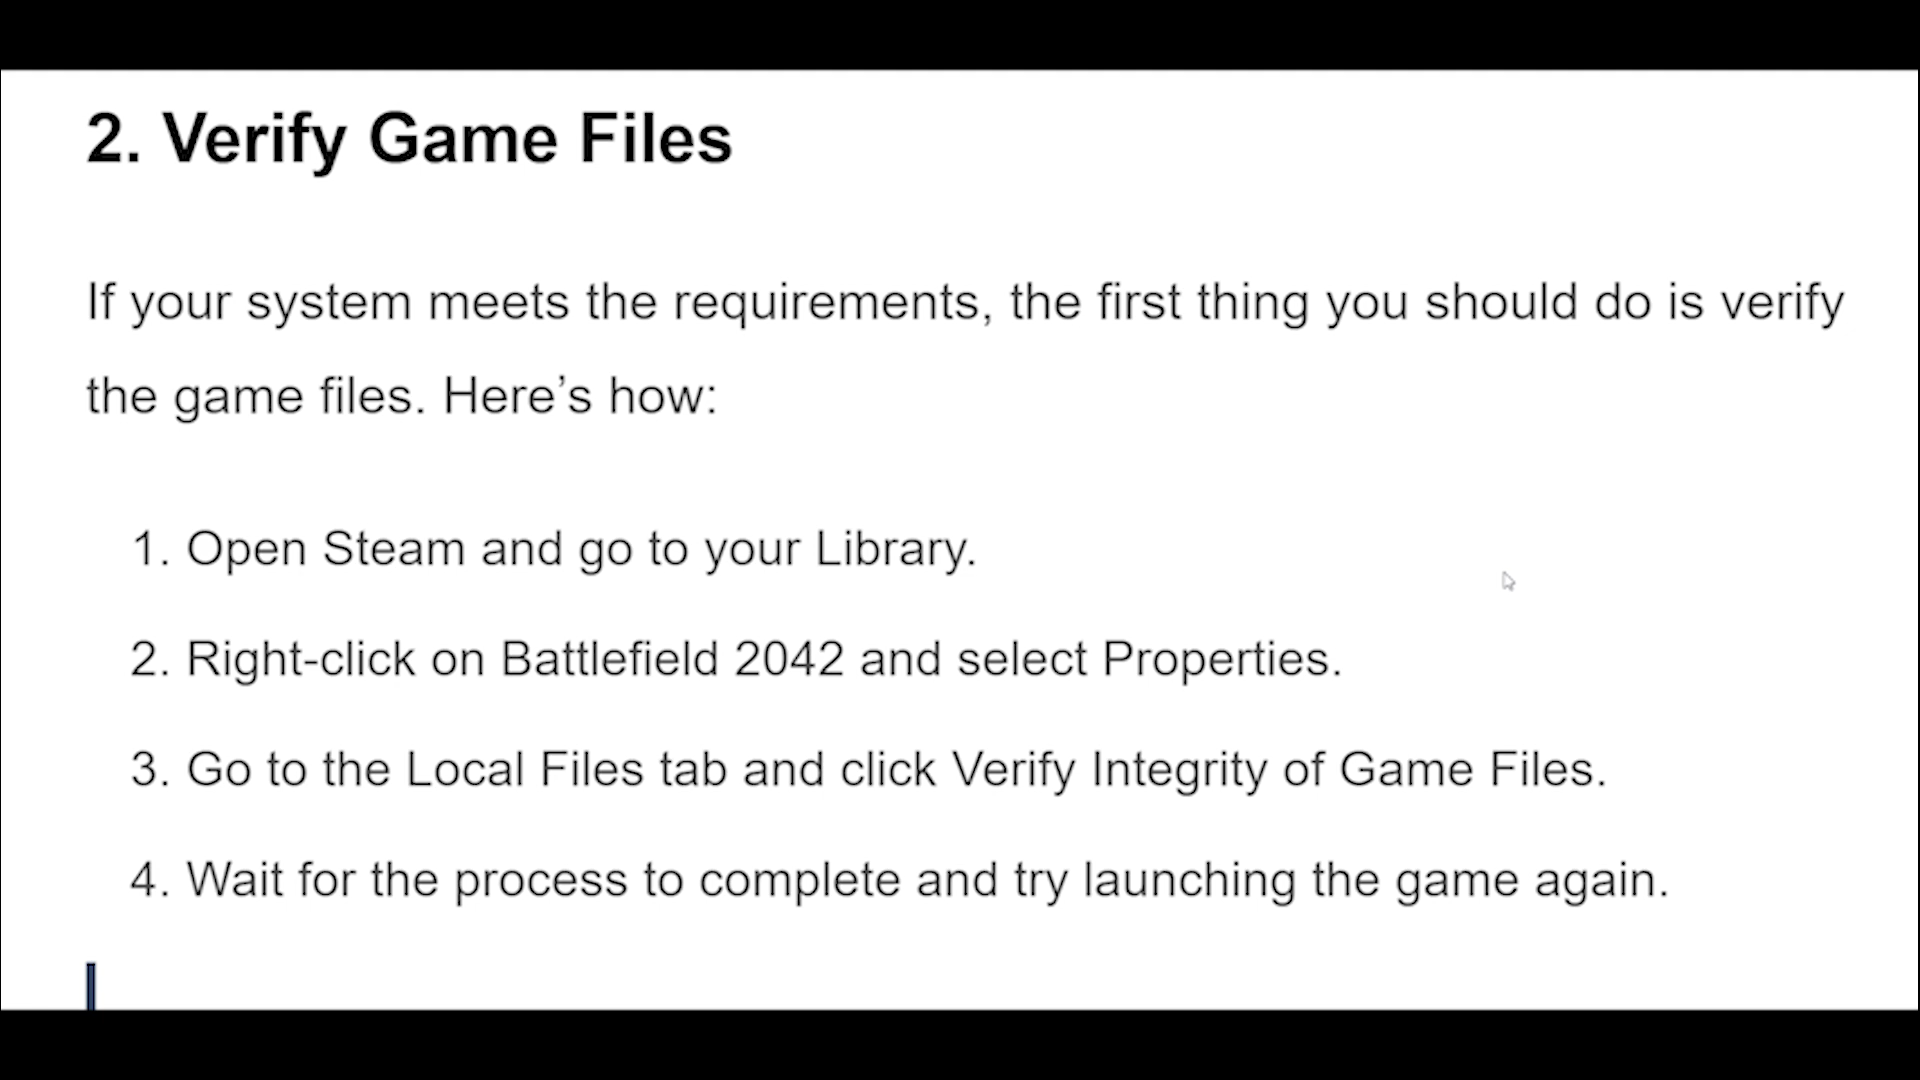 2. Verify Game Files
If your system meets the requirements, the first thing you should do is verify
the game files. Here’s how:
1. Open Steam and go to your Library.
2. Right-click on Battlefield 2042 and select Properties.
3. Go to the Local Files tab and click Verify Integrity of Game Files.
4. Wait for the process to complete and try launching the game again.